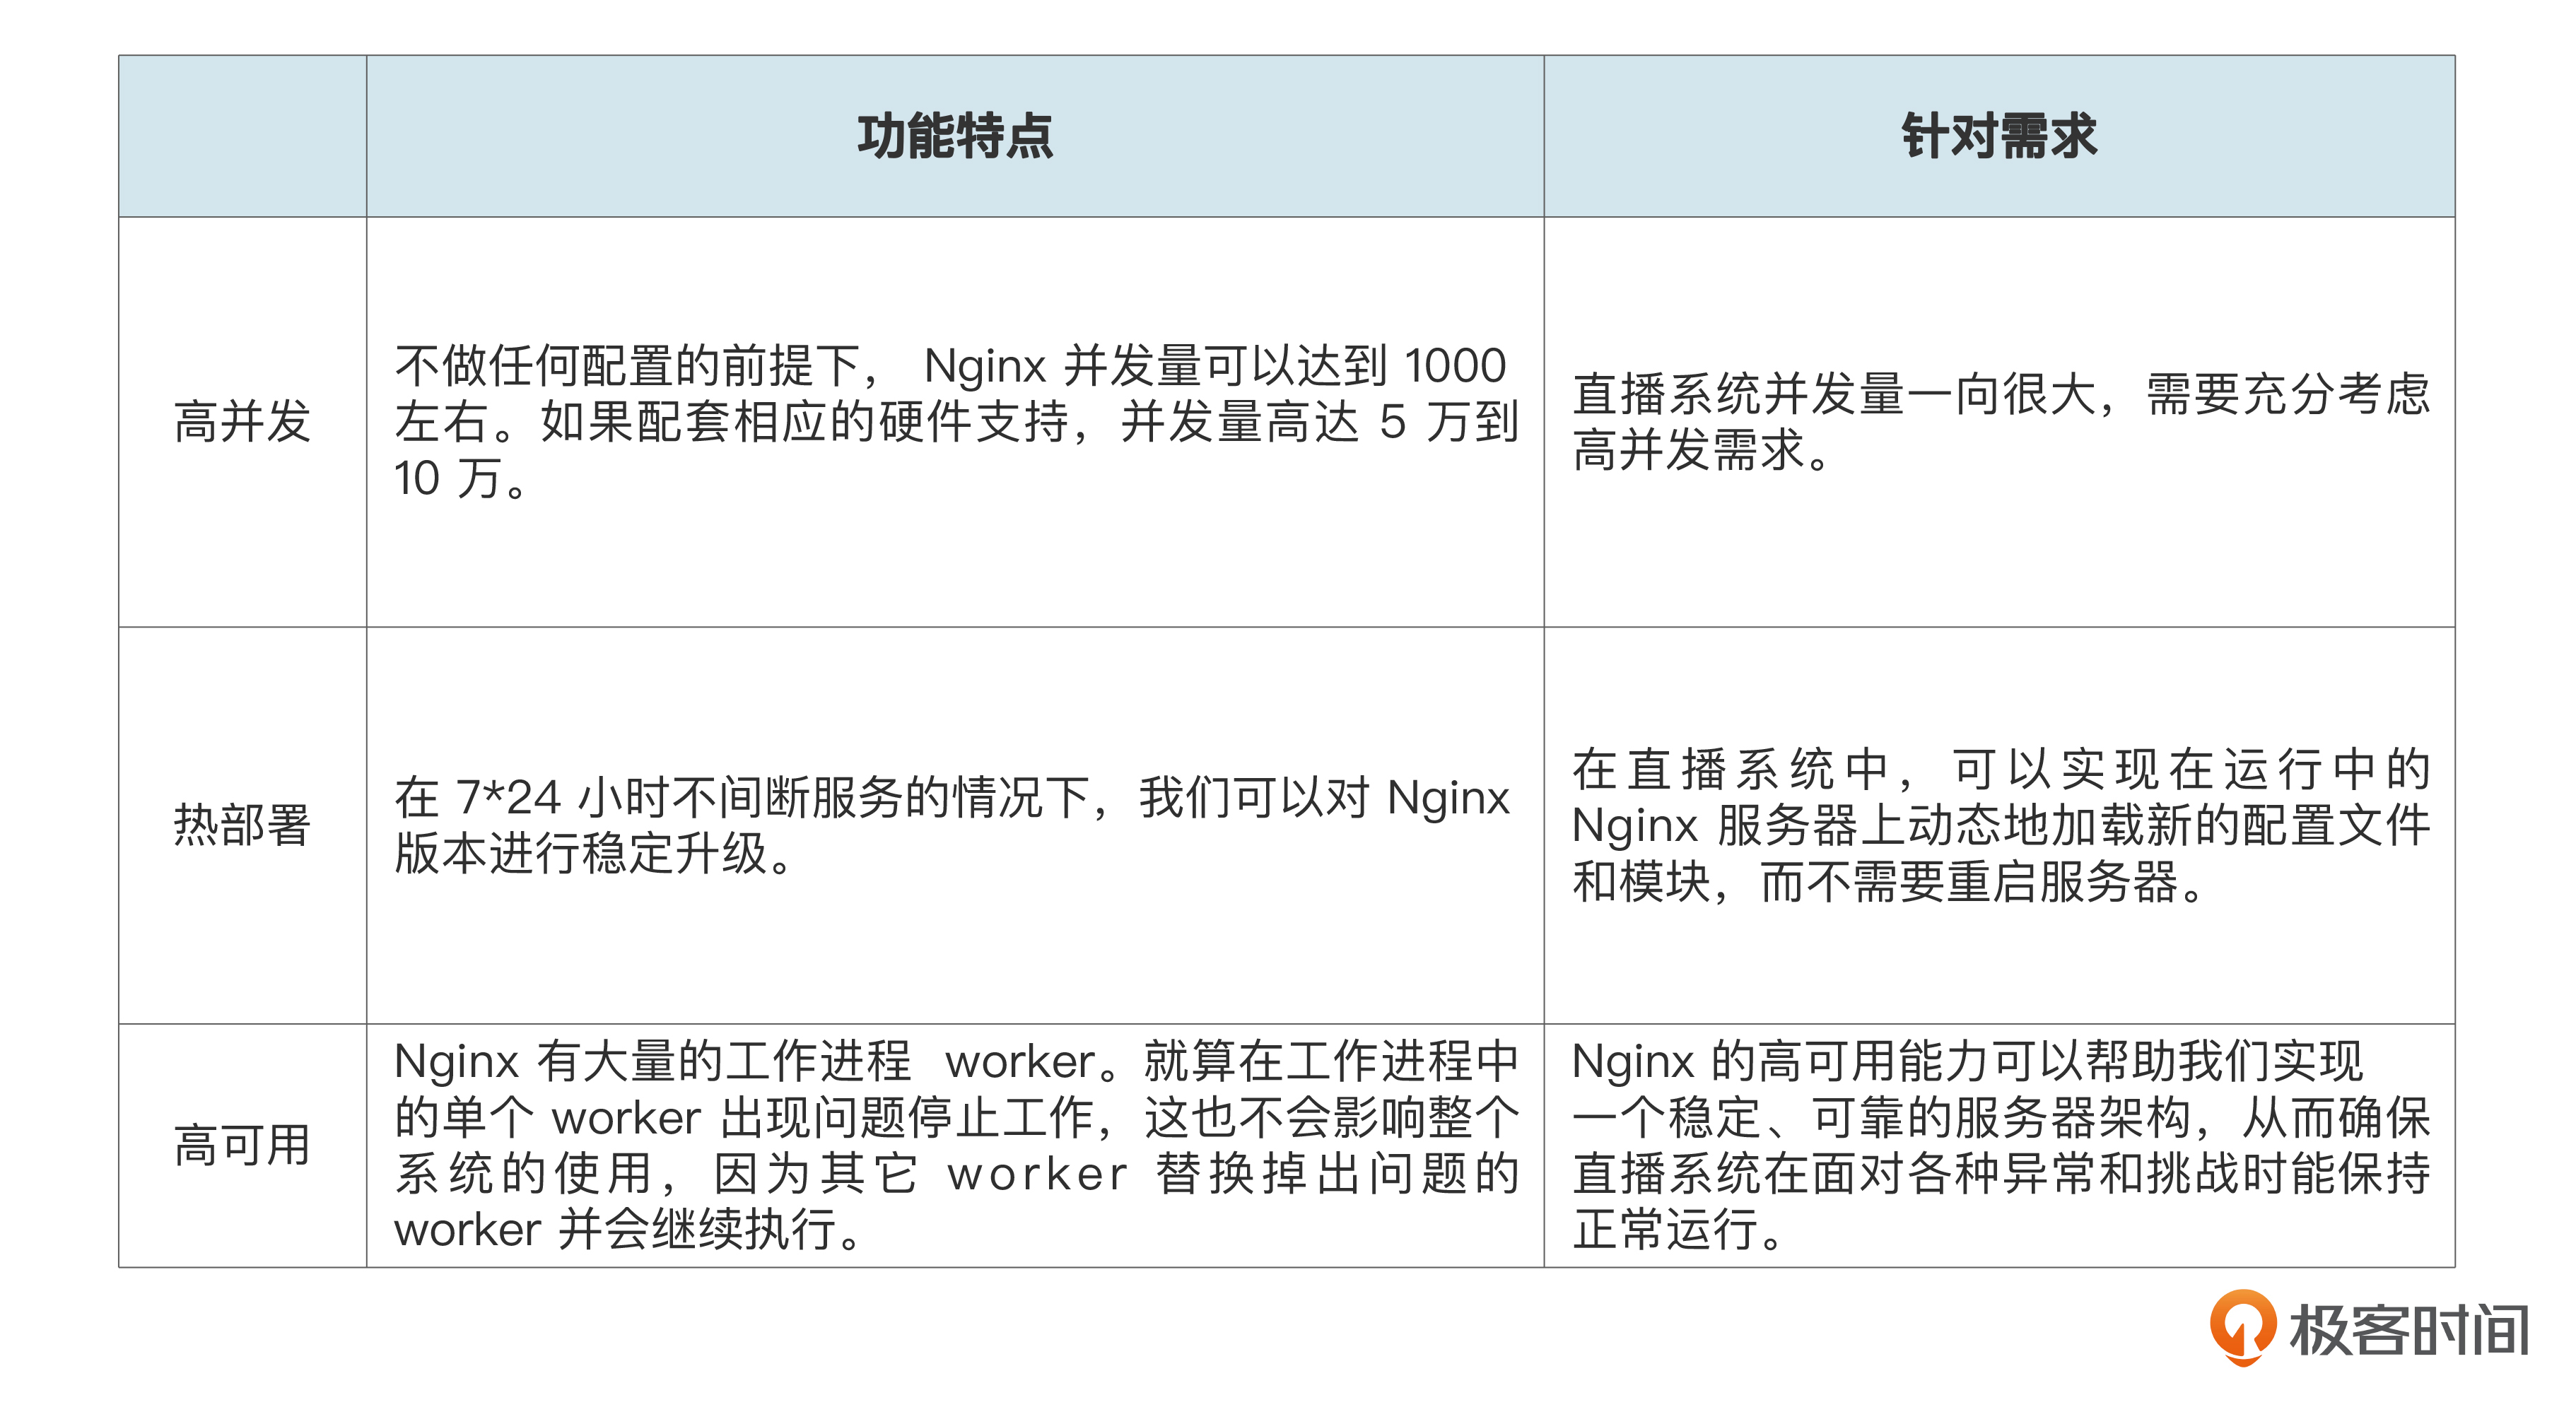 功能特点
针对需求
高并发
不做任何配置的前提下， Nginx 并发量可以达到 1000
左右。如果配套相应的硬件支持，并发量高达 5 万到
10 万。
直播系统并发量一向很大，需要充分考虑
高并发需求。
热部署
在 7*24 小时不间断服务的情况下，我们可以对 Nginx
版本进行稳定升级。
在直播系统中，可以实现在运行中的
Nginx 服务器上动态地加载新的配置文件
和模块，而不需要重启服务器。
高可用
Nginx 有大量的工作进程 worker。就算在工作进程中
的单个 worker 出现问题停止工作，这也不会影响整个
系统的使用，因为其它 worker 替换掉出问题的
worker 并会继续执行。
Nginx 的高可用能力可以帮助我们实现
一个稳定、可靠的服务器架构，从而确保
直播系统在面对各种异常和挑战时能保持
正常运行。
极客时间